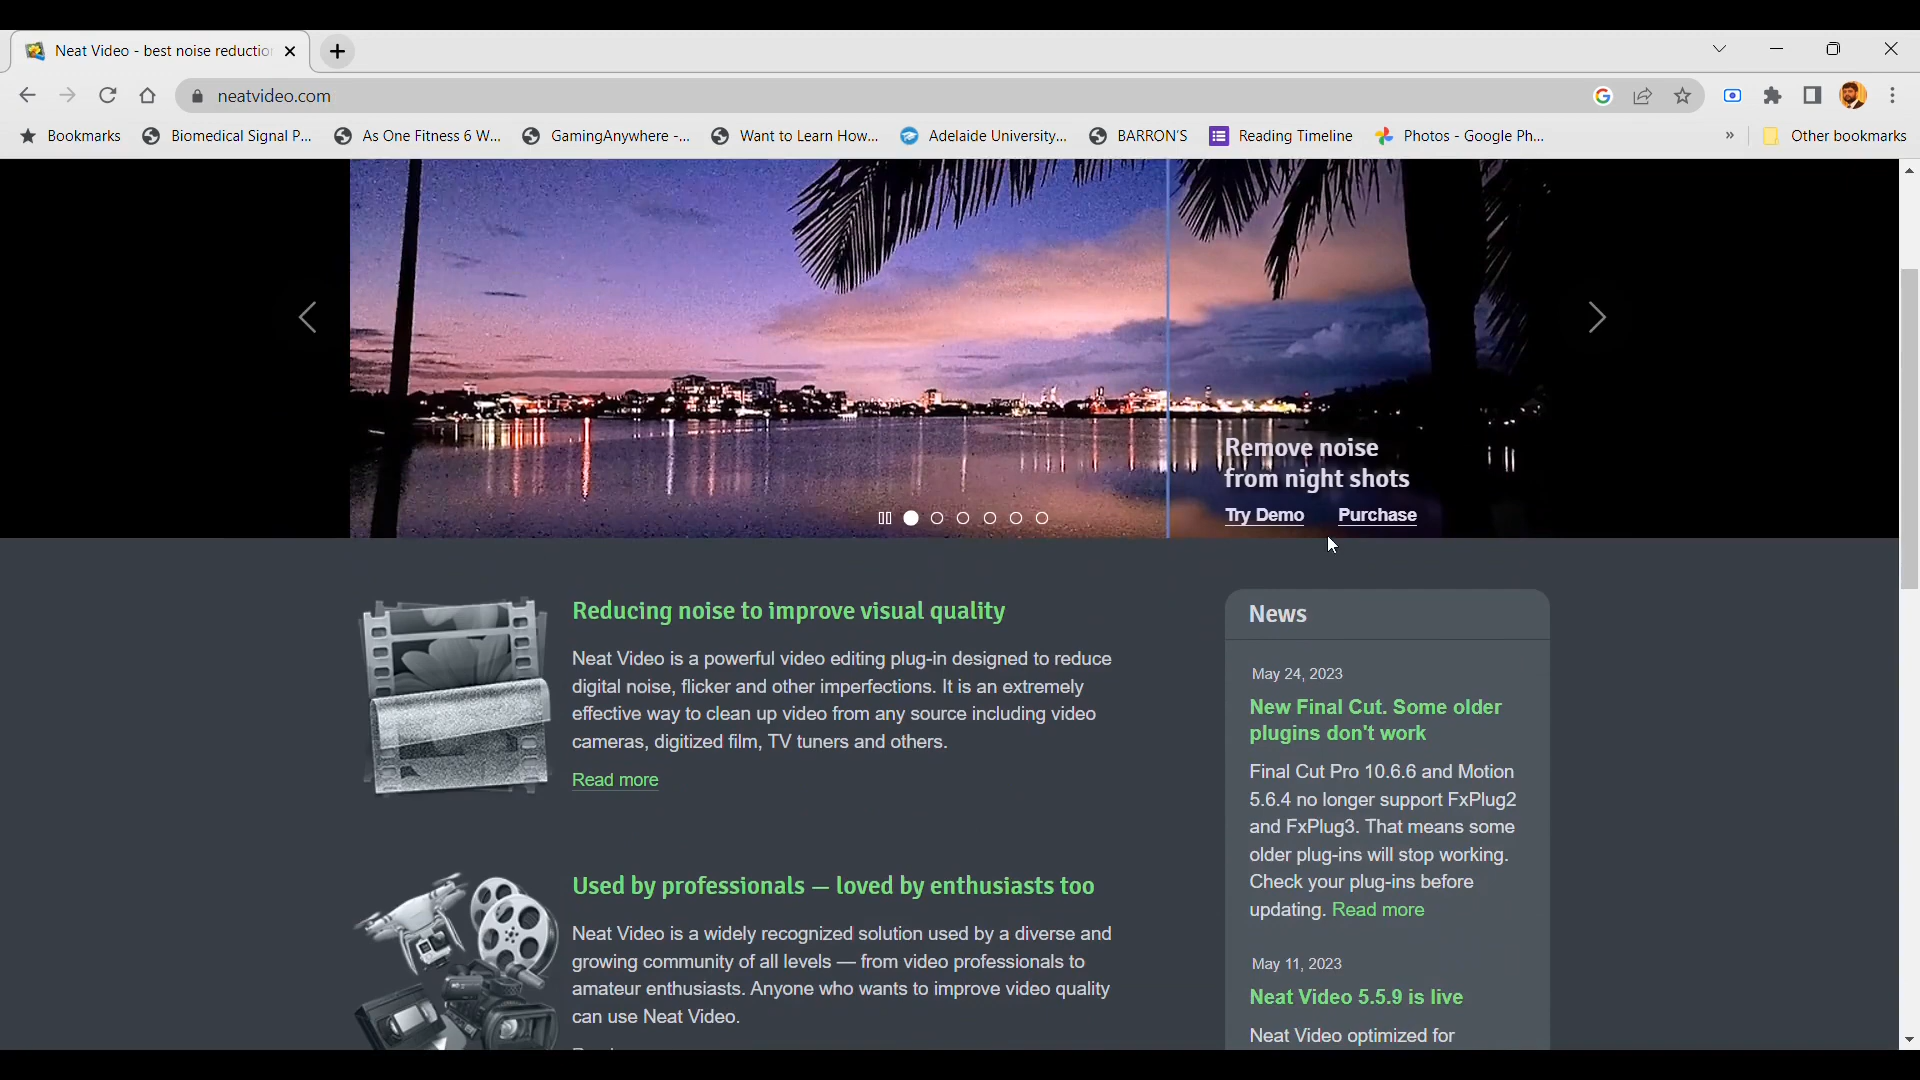 Neat Video - best noise reductio
neatvideo.com
Bookmarks
Biomedical Signal P...
As One Fitness 6 W...
GamingAnywhere -...
Want to Learn How...
Adelaide University,...
BARRON'S
Reading Timeline
Photos - Google Ph...
»
Other bookmarks
Remove noise
from night shots
Try Demo
Purchase
Reducing noise to improve visual quality
Neat Video is a powerful video editing plug-in designed to reduce
digital noise, flicker and other imperfections. It is an extremely
effective way to clean up video from any source including video
cameras, digitized film, TV tuners and others.
Read more
Used by professionals — loved by enthusiasts too
Neat Video is a widely recognized solution used by a diverse and
growing community of all levels — from video professionals to
amateur enthusiasts. Anyone who wants to improve video quality
can use Neat Video.
News
May 24, 2023
New Final Cut. Some older
plugins don't work
Final Cut Pro 10.6.6 and Motion
5.6.4 no longer support FxPlug2
and FxPlug3. That means some
older plug-ins will stop working.
Check your plug-ins before
updating. Read more
May 11, 2023
Neat Video 5.5.9 is live
Neat Video optimized for